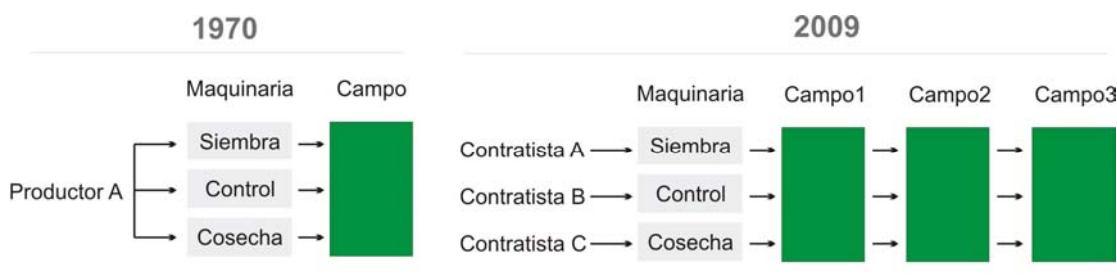 1970
Maquinaria Campo
Siembra
Productor A Control
Cosecha
2009
Maquinaria Campo1 Campo2 Campo3
Contratista A Siembra
Contratista B Control
Contratista C Cosecha